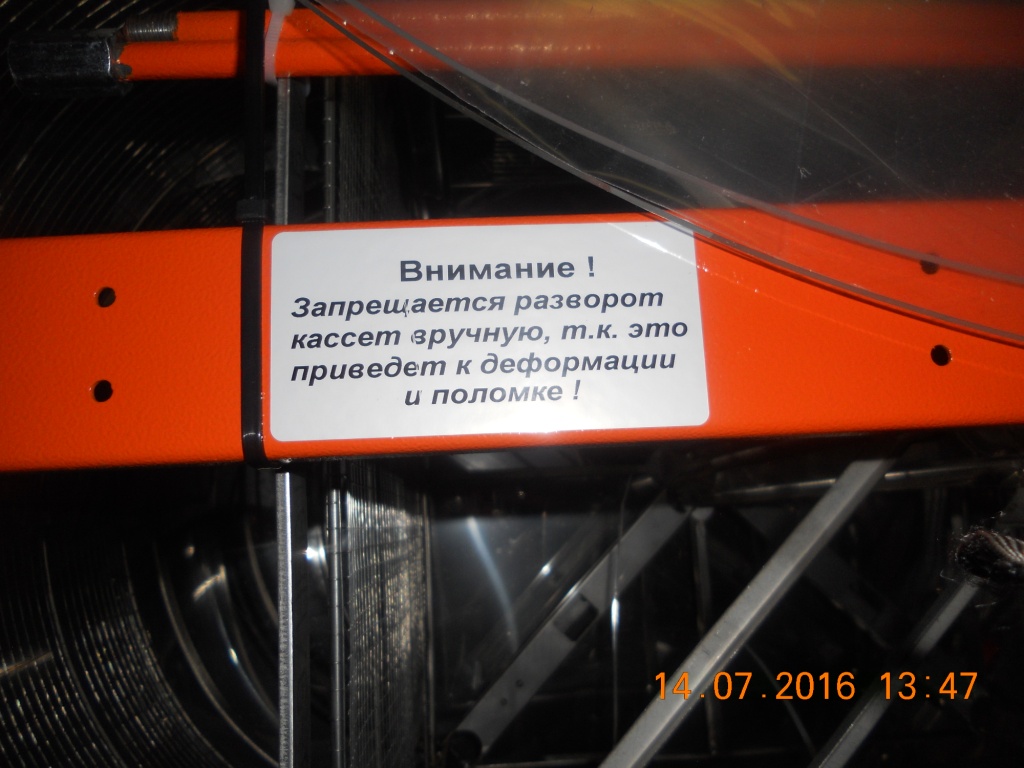 Внимание !
Запрещается разворот
кассет вручную, т.к. это
приведет к деформации
и поломке !
14.07.2016 13:47